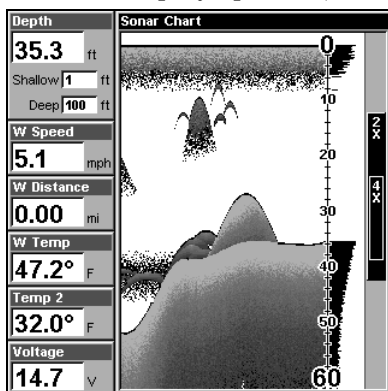 Depth
35.3 ft
Shallow 1 ft
Deep 100 ft
W Speed
5.1 mph
W Distance
0.00 mi
W Temp
47.2° F
Temp 2
32.0° F
Voltage
14.7 V
Sonar Chart
0
10
20
30
40
50
60
2X
4X